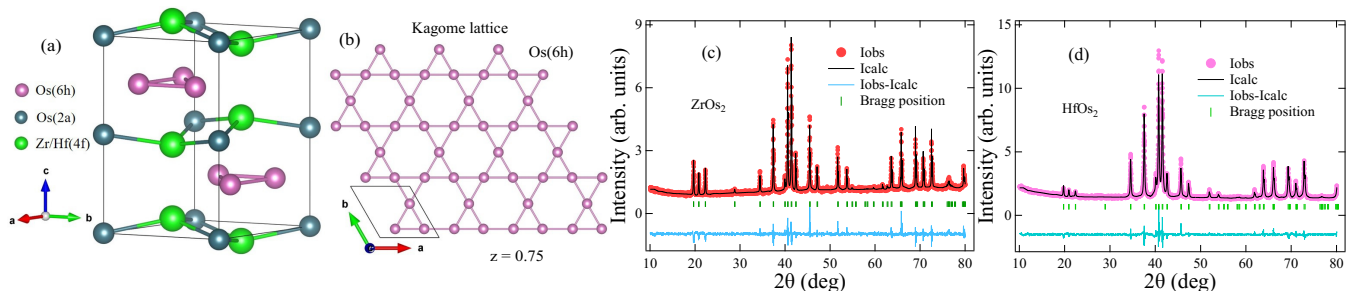 (a)
Os(6h)
Os(2a)
Zr/Hf(4f)
c
a
b
(b)
Kagome lattice
Os(6h)
b
a
z = 0.75
9
6
3
0
Intensity (arb. units)
(c)
Iobs
Icalc
Iobs-Icalc
Bragg position
ZrOs₂
10 20 30 40 50 60 70 80
2θ (deg)
15
10
5
0
Intensity (arb. units)
(d)
Iobs
Icalc
Iobs-Icalc
Bragg position
HfOs₂
10 20 30 40 50 60 70 80
2θ (deg)